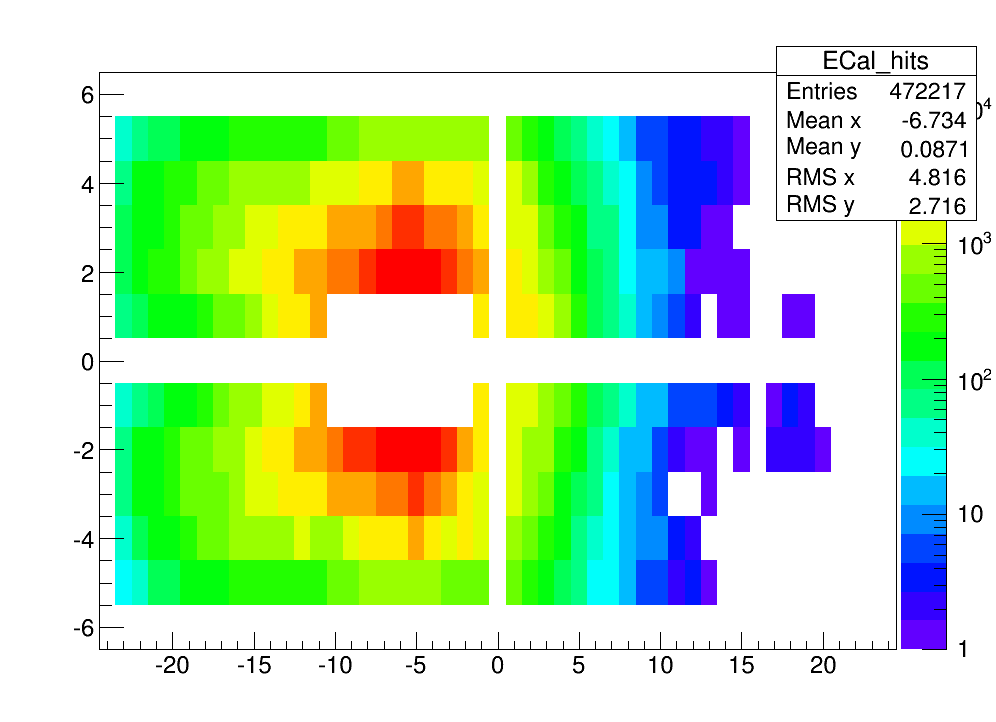 ECal_hits
Entries 472217
Mean x -6.734
Mean y 0.0871
RMS x 4.816
RMS y 2.716
6
4
2
0
-2
-4
-6
-20 -15 -10 -5 0 5 10 15 20
0⁴
10³
10²
10
1